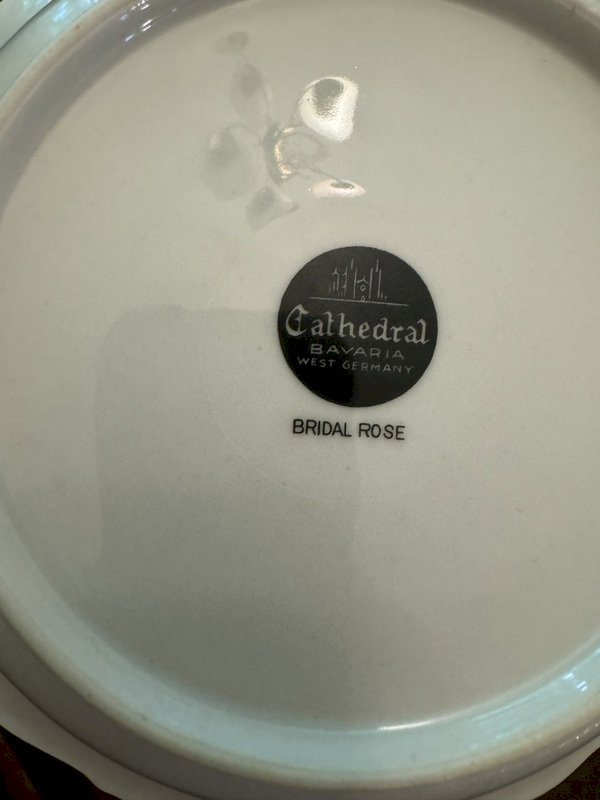 Cathedral
BAVARIA
WEST GERMANY
BRIDAL ROSE